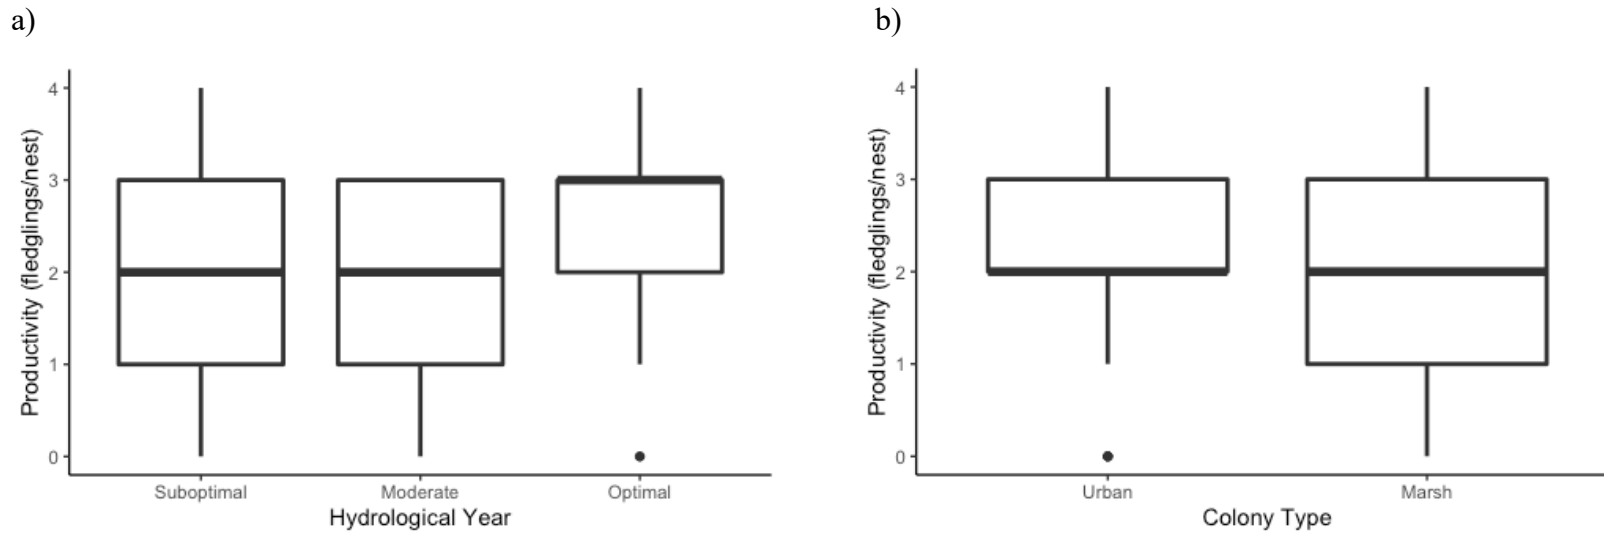 a)
Productivity (fledglings/nest)
4
3
2
1
0
Suboptimal Moderate Optimal
Hydrological Year
b)
Productivity (fledglings/nest)
4
3
2
1
0
Urban Marsh
Colony Type